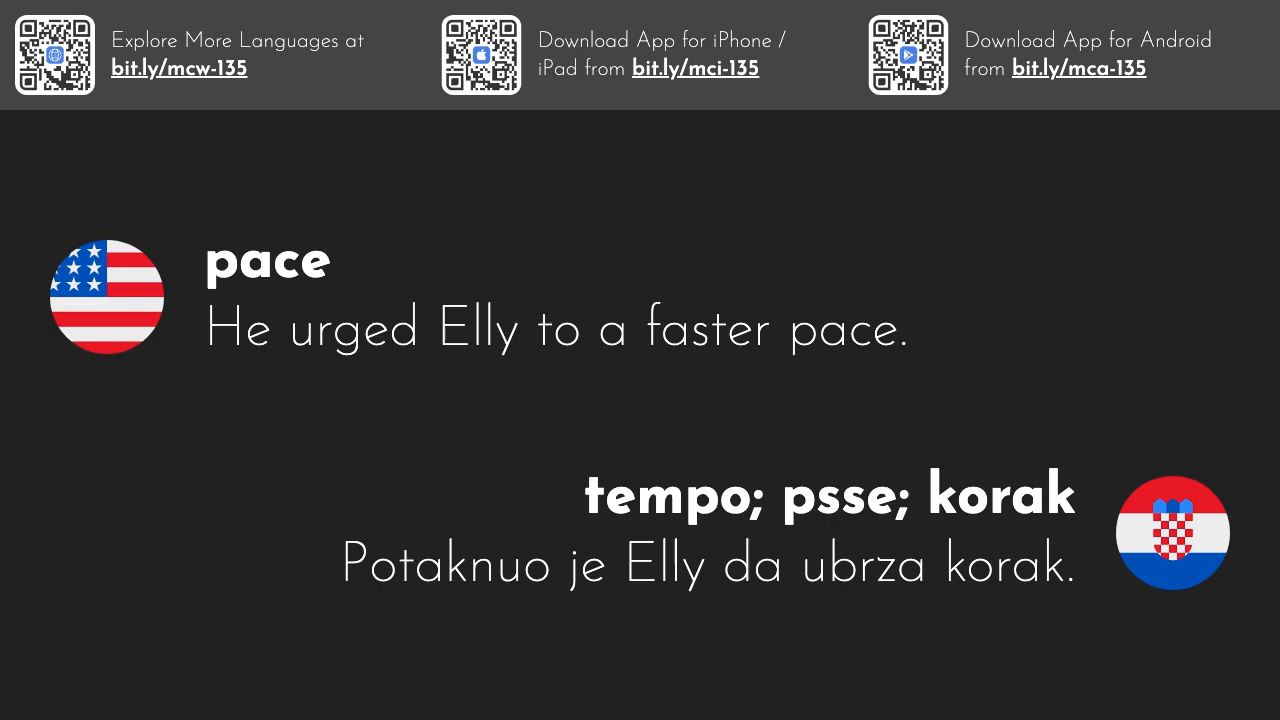 Explore More Languages at
bit.ly/mcw-135
Download App for iPhone /
iPad from bit.ly/mci-135
Download App for Android
from bit.ly/mca-135
pace
He urged Elly to a faster pace.
tempo; psse; korak
Potaknuo je Elly da ubrza korak.